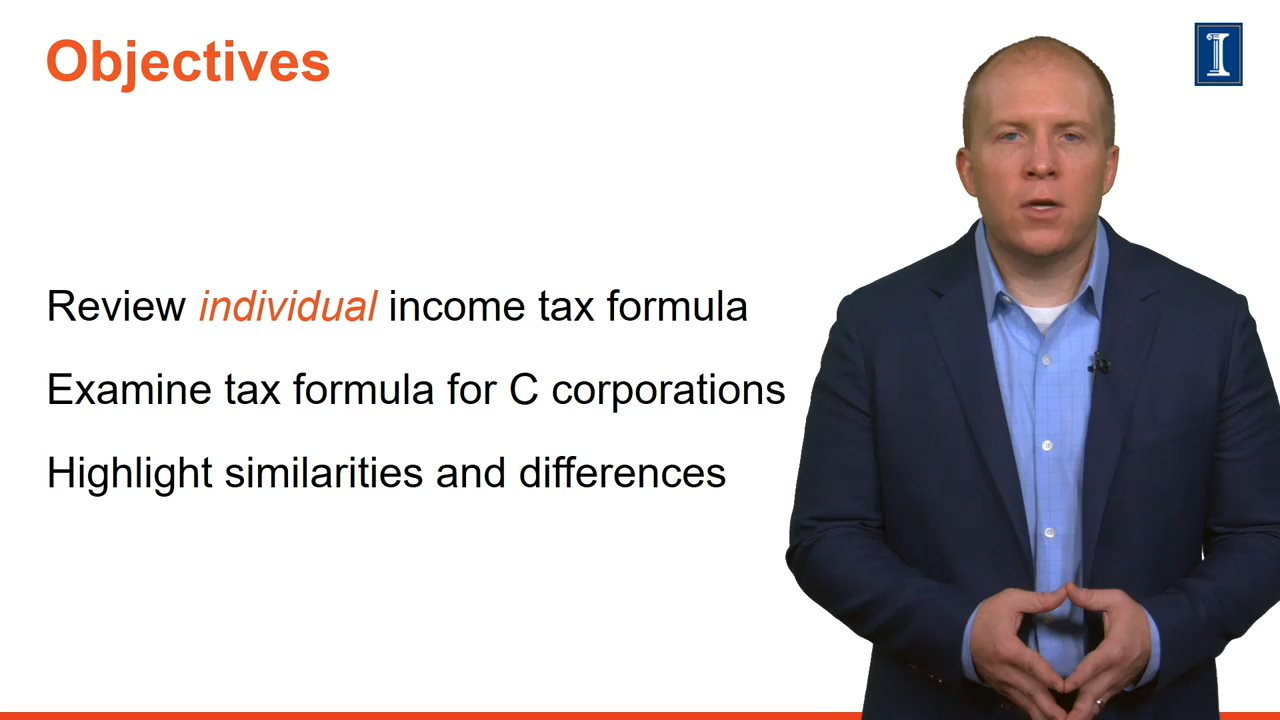 Objectives
Review individual income tax formula
Examine tax formula for C corporations
Highlight similarities and differences